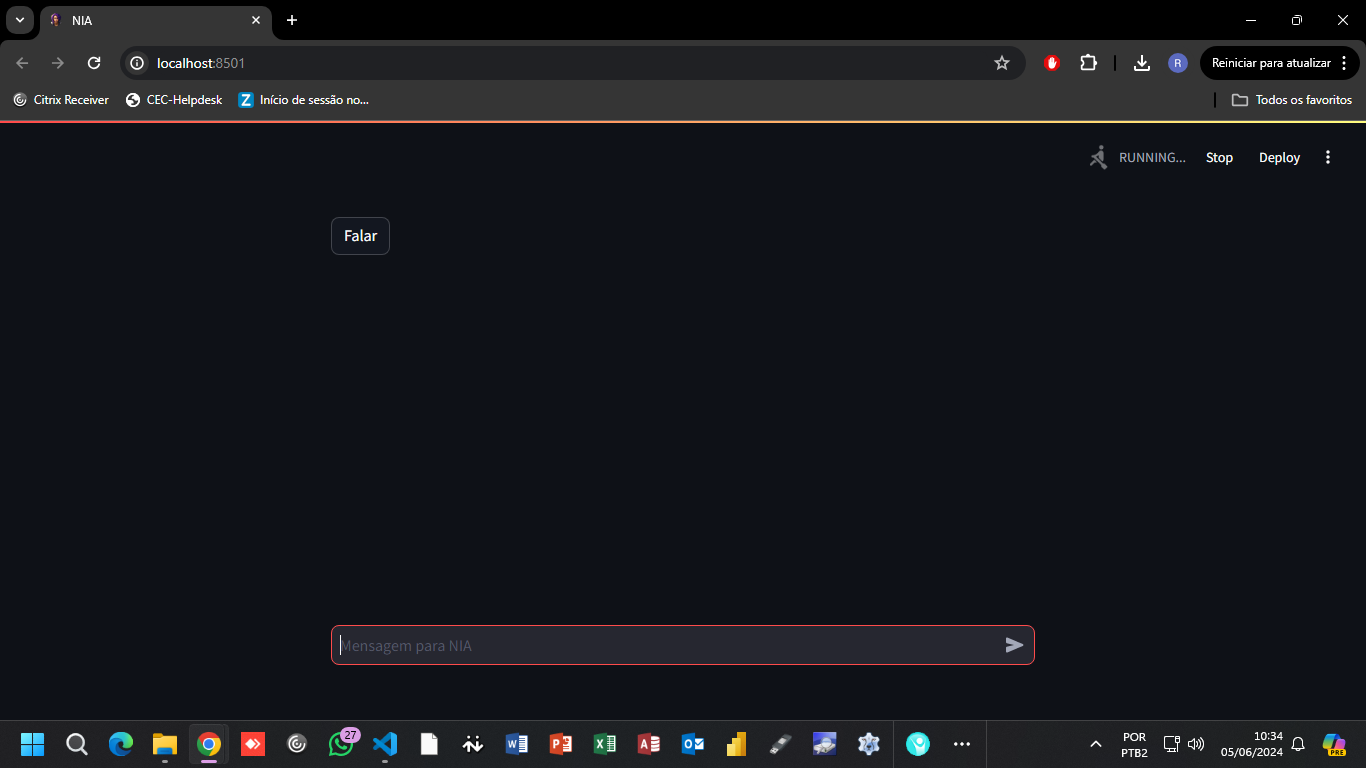 NIA
localhost:8501
R
Reiniciar para atualizar
Citrix Receiver
CEC-Helpdesk
Z
Início de sessão no...
Todos os favoritos
RUNNING...
Stop
Deploy
Falar
Mensagem para NIA
27
POR
PTB2
10:34
05/06/2024
PRE